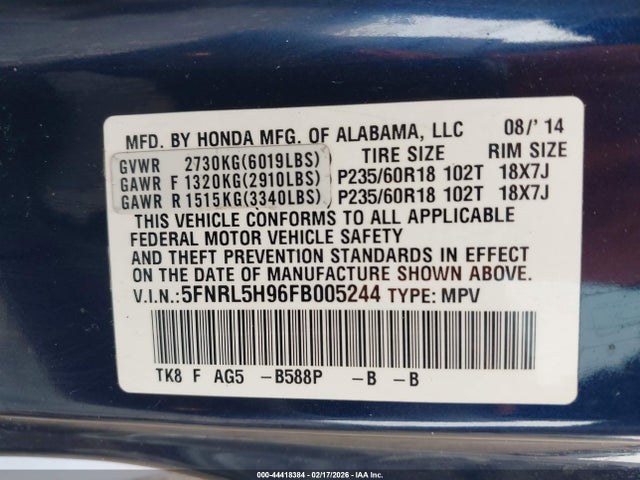 MFD. BY HONDA MFG. OF ALABAMA, LLC 08/' 14
GVWR 2730KG(6019LBS) TIRE SIZE RIM SIZE
GAWR F 1320KG(2910LBS) P235/60R18 102T 18X7J
GAWR R 1515KG(3340LBS) P235/60R18 102T 18X7J
THIS VEHICLE CONFORMS TO ALL APPLICABLE
FEDERAL MOTOR VEHICLE SAFETY
AND THEFT PREVENTION STANDARDS IN EFFECT
ON THE DATE OF MANUFACTURE SHOWN ABOVE.
V.I.N.:5FNRL5H96FB005244 TYPE: MPV
TK8 F AG5 -B588P -B -B
000-44418384 - 02/17/2026 - IAA Inc.